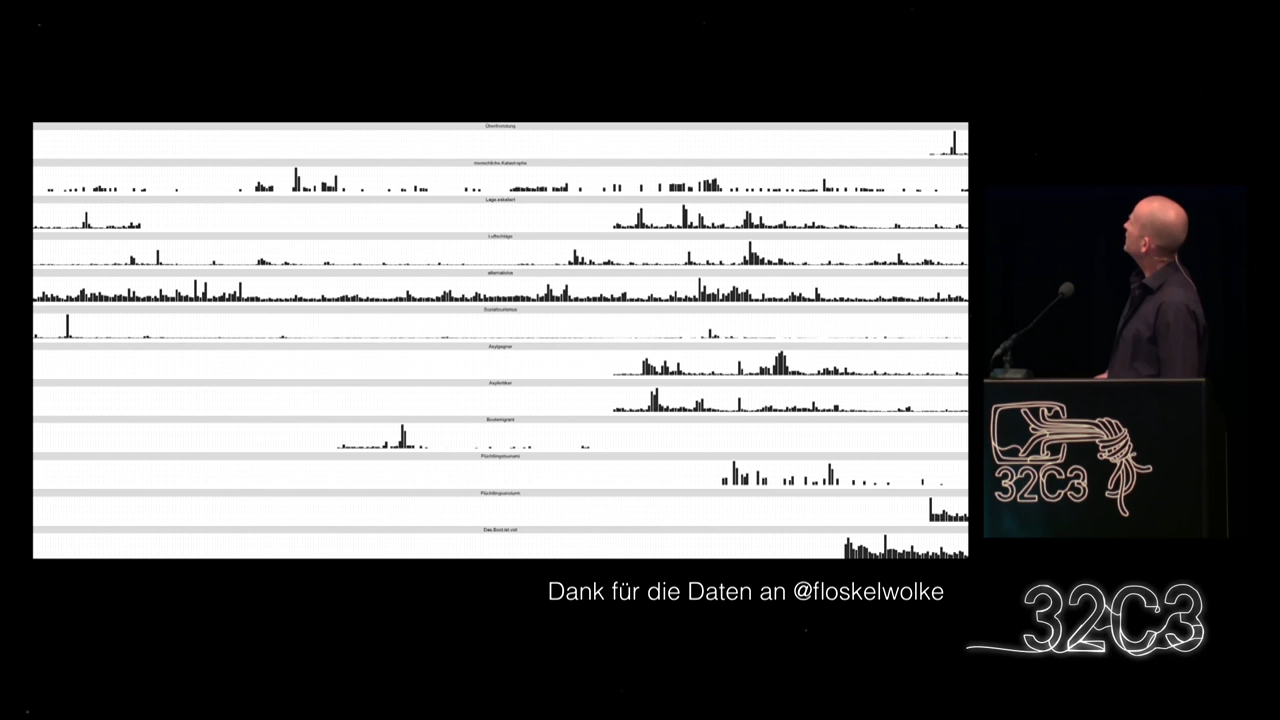 Überfremdung
menschliche.Katastrophe
Lage.eskaliert
Luftschläge
alternativlos
Sozialtourismus
Asylgegner
Asylkritiker
Bootsmigrant
Flüchtlingstsunami
Das.Boot.ist.voll
Dank für die Daten an @floskelwolke
32C3
32C3